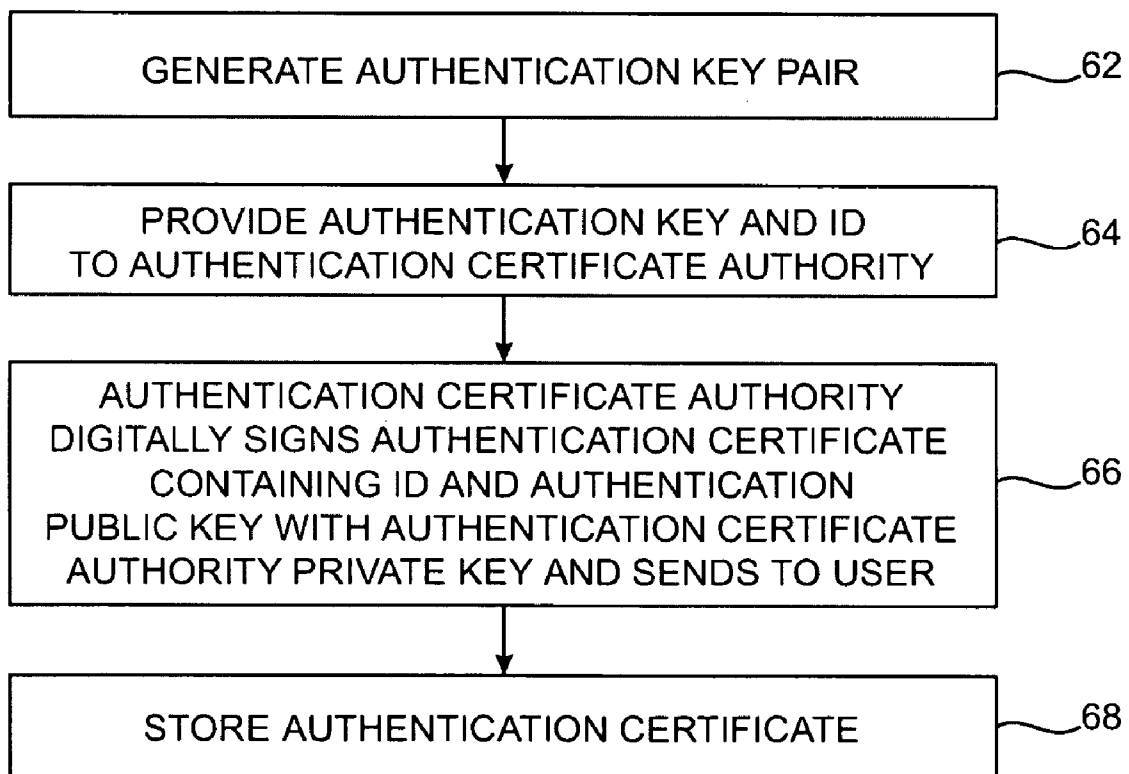 GENERATE AUTHENTICATION KEY PAIR
62
PROVIDE AUTHENTICATION KEY AND ID
TO AUTHENTICATION CERTIFICATE AUTHORITY
64
AUTHENTICATION CERTIFICATE AUTHORITY
DIGITALLY SIGNS AUTHENTICATION CERTIFICATE
CONTAINING ID AND AUTHENTICATION
PUBLIC KEY WITH AUTHENTICATION CERTIFICATE
AUTHORITY PRIVATE KEY AND SENDS TO USER
66
STORE AUTHENTICATION CERTIFICATE
68